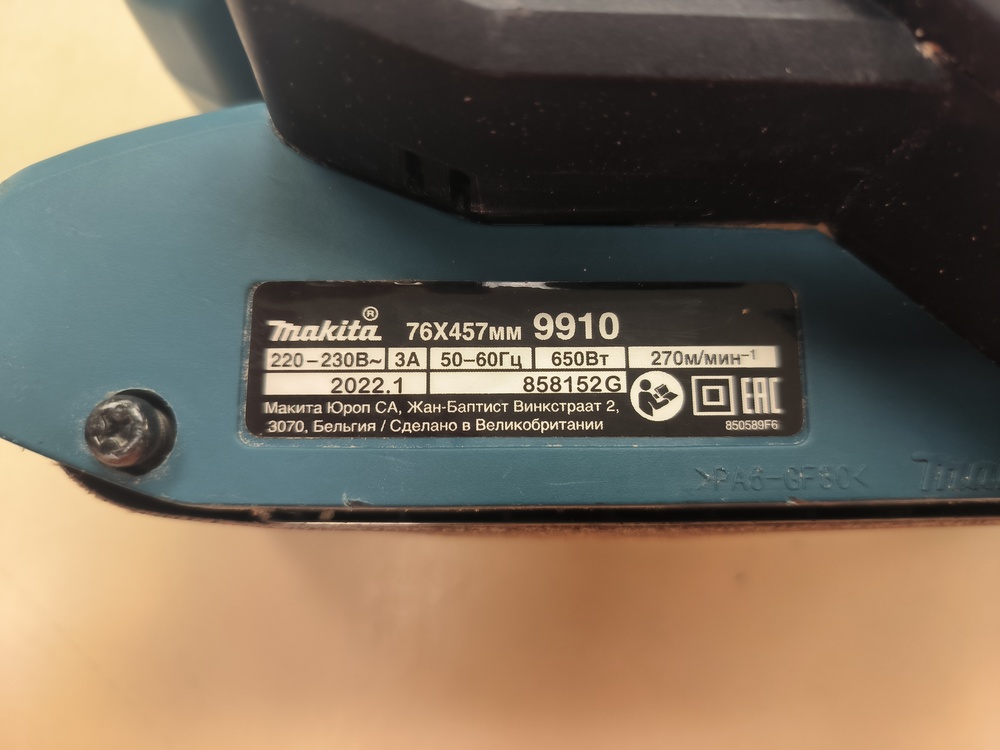 makita® 76X457мм 9910
220–230В~ 3А 50–60Гц 650Вт 270м/мин⁻¹
2022.1 858152G
Макита Юроп СА, Жан-Баптист Винкстраат 2,
3070, Бельгия / Сделано в Великобритании
EAC
850589F6
>PA6-GF30<